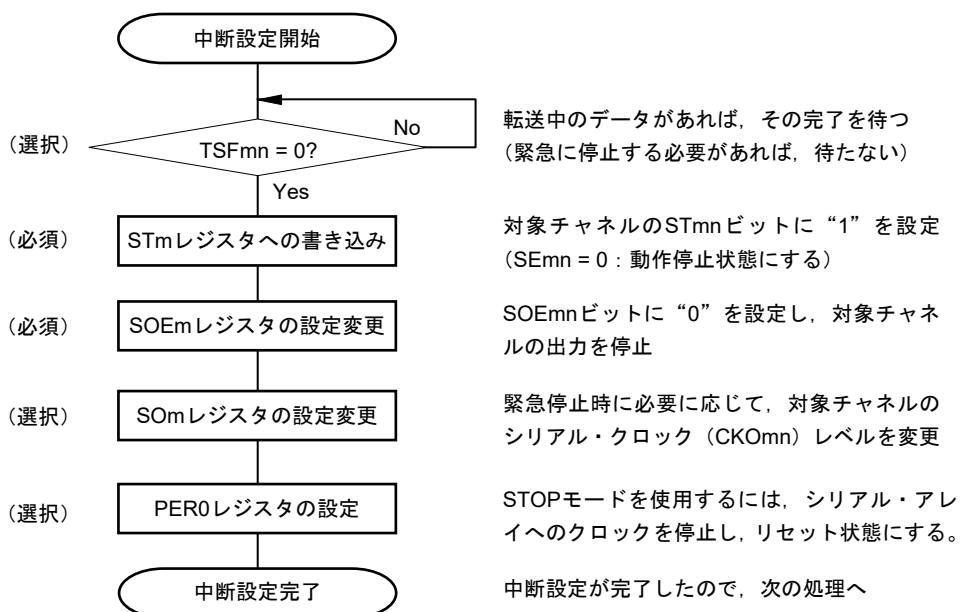 中断設定開始
転送中のデータがあれば，その完了を待つ
No
（選択）
TSFmn = 0?
（緊急に停止する必要があれば，待たない）
Yes
（必須）
STmレジスタへの書き込み
対象チャネルのSTmnビットに“1”を設定
（SEmn = 0：動作停止状態にする）
（必須）
SOEmレジスタの設定変更
SOEmnビットに“0”を設定し，対象チャネ
ルの出力を停止
（選択）
SOmレジスタの設定変更
緊急停止時に必要に応じて，対象チャネルの
シリアル・クロック（CKOmn）レベルを変更
（選択）
PER0レジスタの設定
STOPモードを使用するには，シリアル・アレ
イへのクロックを停止し，リセット状態にする。
中断設定完了
中断設定が完了したので，次の処理へ